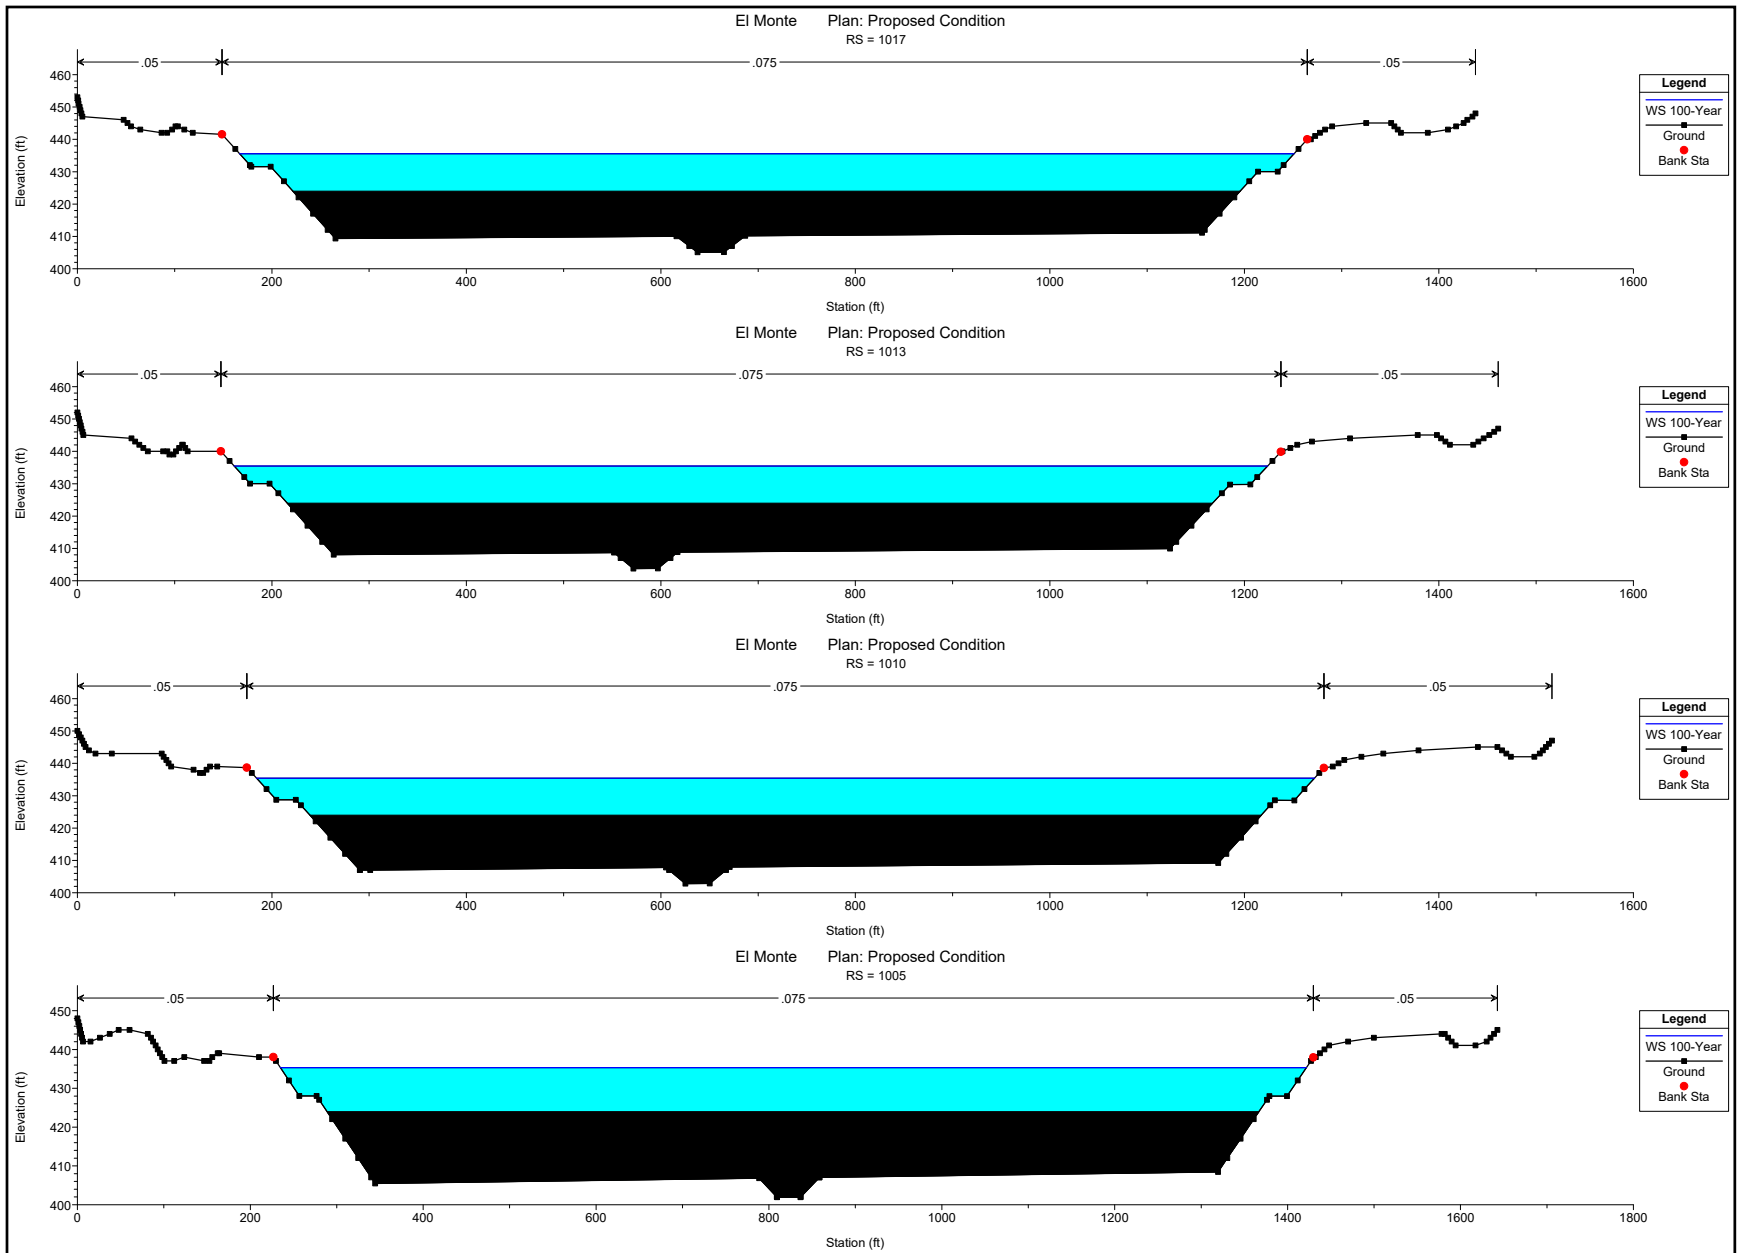 El Monte Plan: Proposed Condition
RS = 1017
.05 .075 .05
460
450
440
430
420
410
400
Elevation (ft)
0 200 400 600 800 1000 1200 1400 1600
Station (ft)
Legend
WS 100-Year
Ground
Bank Sta
El Monte Plan: Proposed Condition
RS = 1013
.05 .075 .05
460
450
440
430
420
410
400
Elevation (ft)
0 200 400 600 800 1000 1200 1400 1600
Station (ft)
Legend
WS 100-Year
Ground
Bank Sta
El Monte Plan: Proposed Condition
RS = 1010
.05 .075 .05
460
450
440
430
420
410
400
Elevation (ft)
0 200 400 600 800 1000 1200 1400 1600
Station (ft)
Legend
WS 100-Year
Ground
Bank Sta
El Monte Plan: Proposed Condition
RS = 1005
.05 .075 .05
450
440
430
420
410
400
Elevation (ft)
0 200 400 600 800 1000 1200 1400 1600 1800
Station (ft)
Legend
WS 100-Year
Ground
Bank Sta